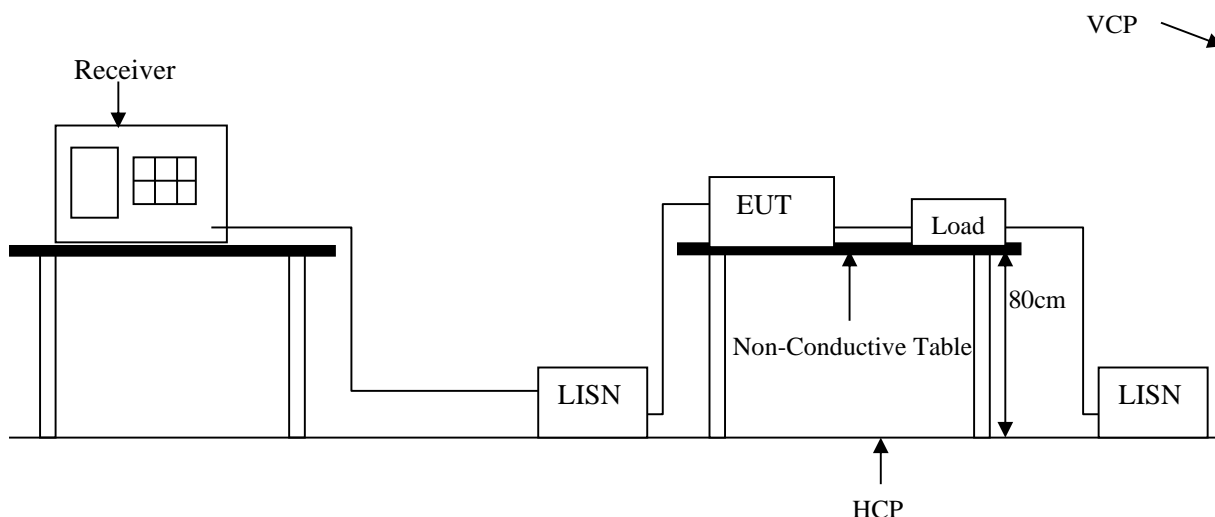 VCP
Receiver
EUT
Load
80cm
Non-Conductive Table
LISN
LISN
HCP